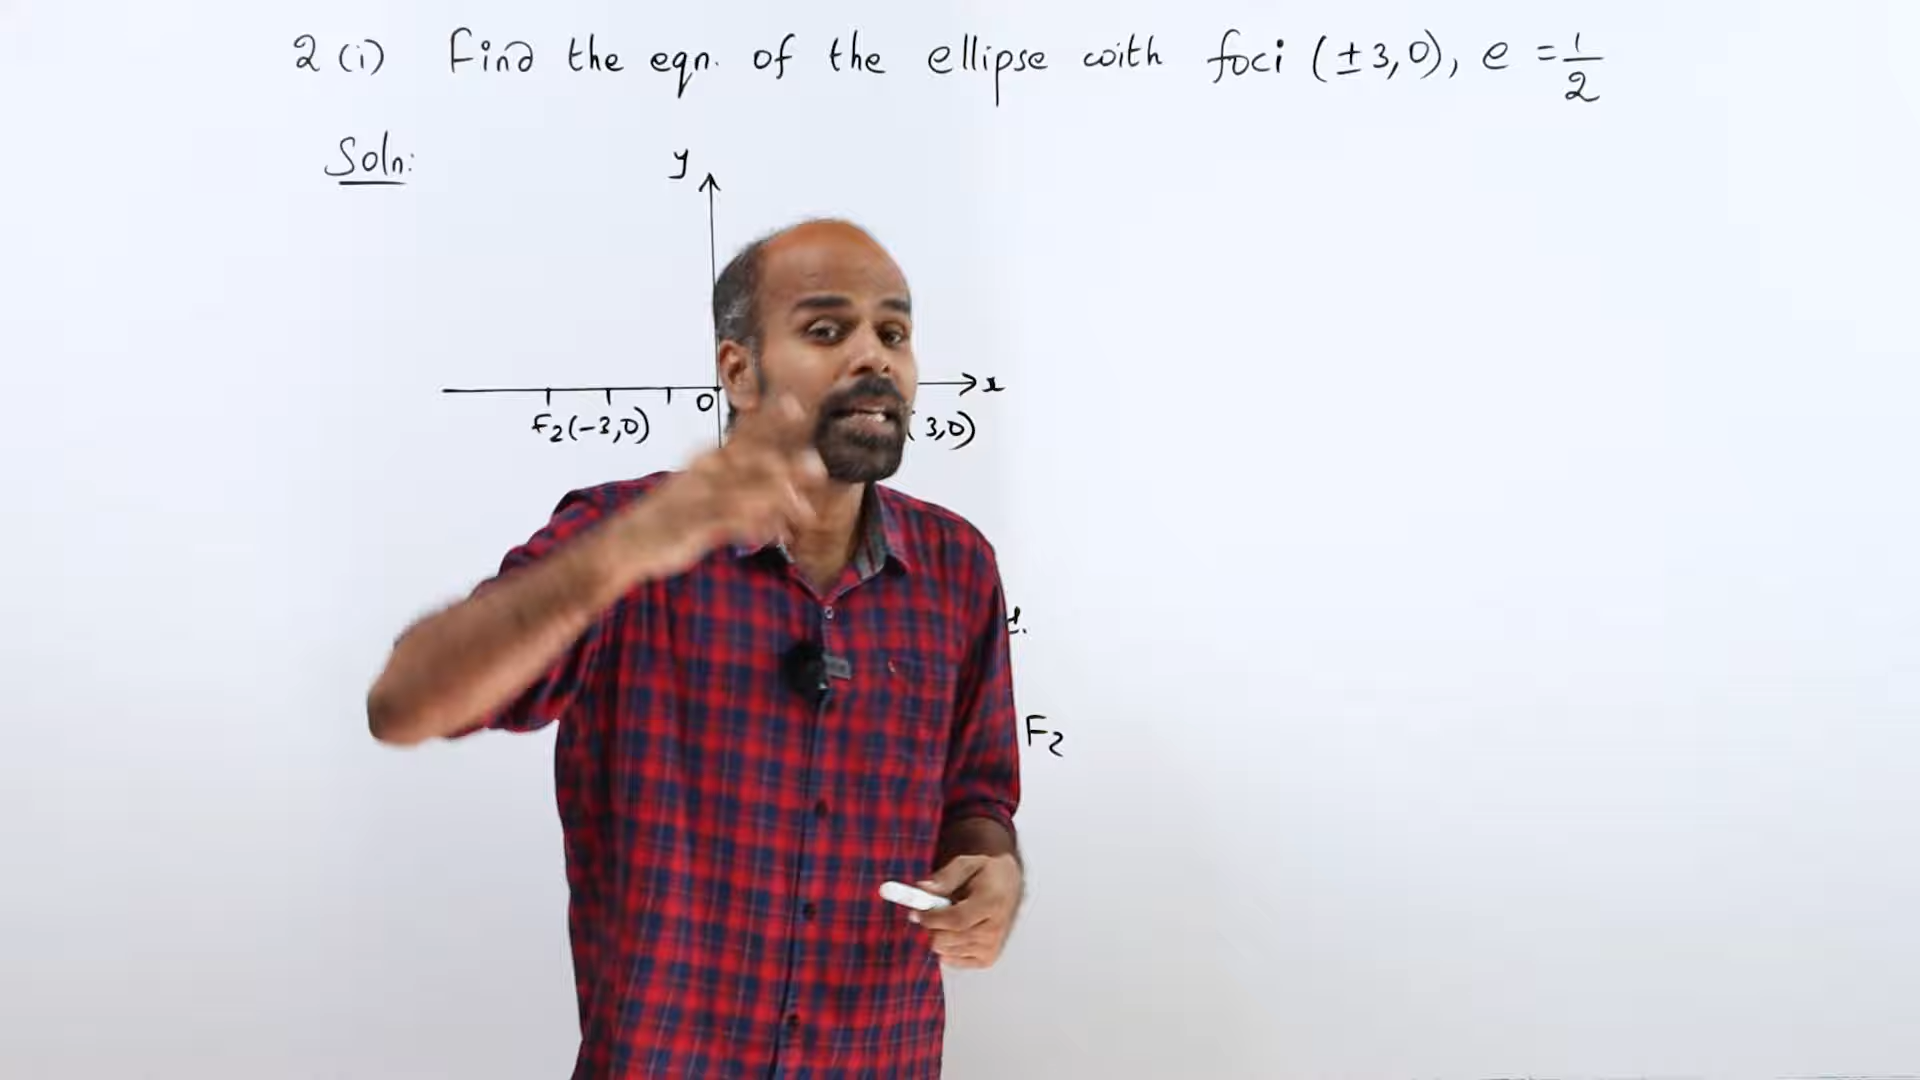 2 (i) Find the eqn. of the ellipse with foci (±3,0), e = 1/2
Soln:
y
x
0
F2(-3,0)
( 3,0)
F2